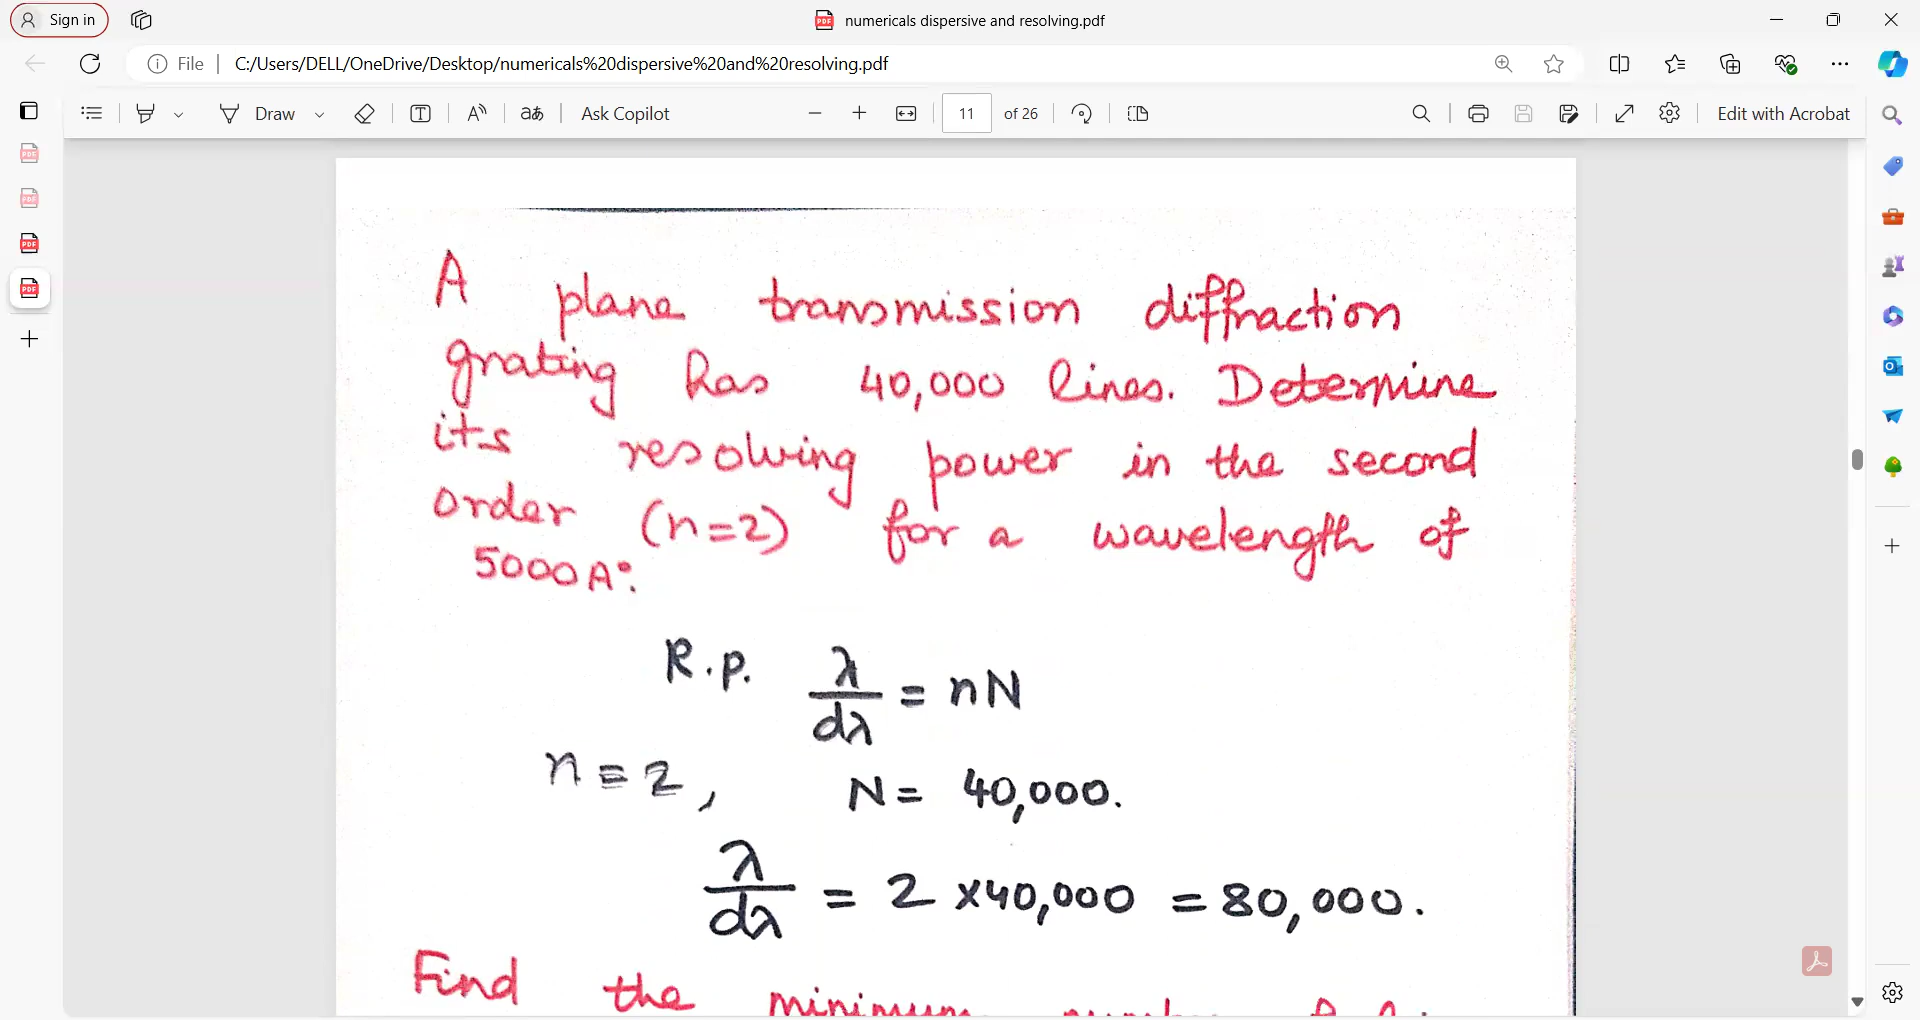 Sign in
numericals dispersive and resolving.pdf
File
C:/Users/DELL/OneDrive/Desktop/numericals%20dispersive%20and%20resolving.pdf
Draw
Ask Copilot
11 of 26
Edit with Acrobat
A plane transmission diffraction
grating has 40,000 lines. Determine
its resolving power in the second
order (n=2) for a wavelength of
5000A°.
R.p. λ/dλ = nN
n = 2, N = 40,000.
λ/dλ = 2 ×40,000 = 80,000.
Find the minimum